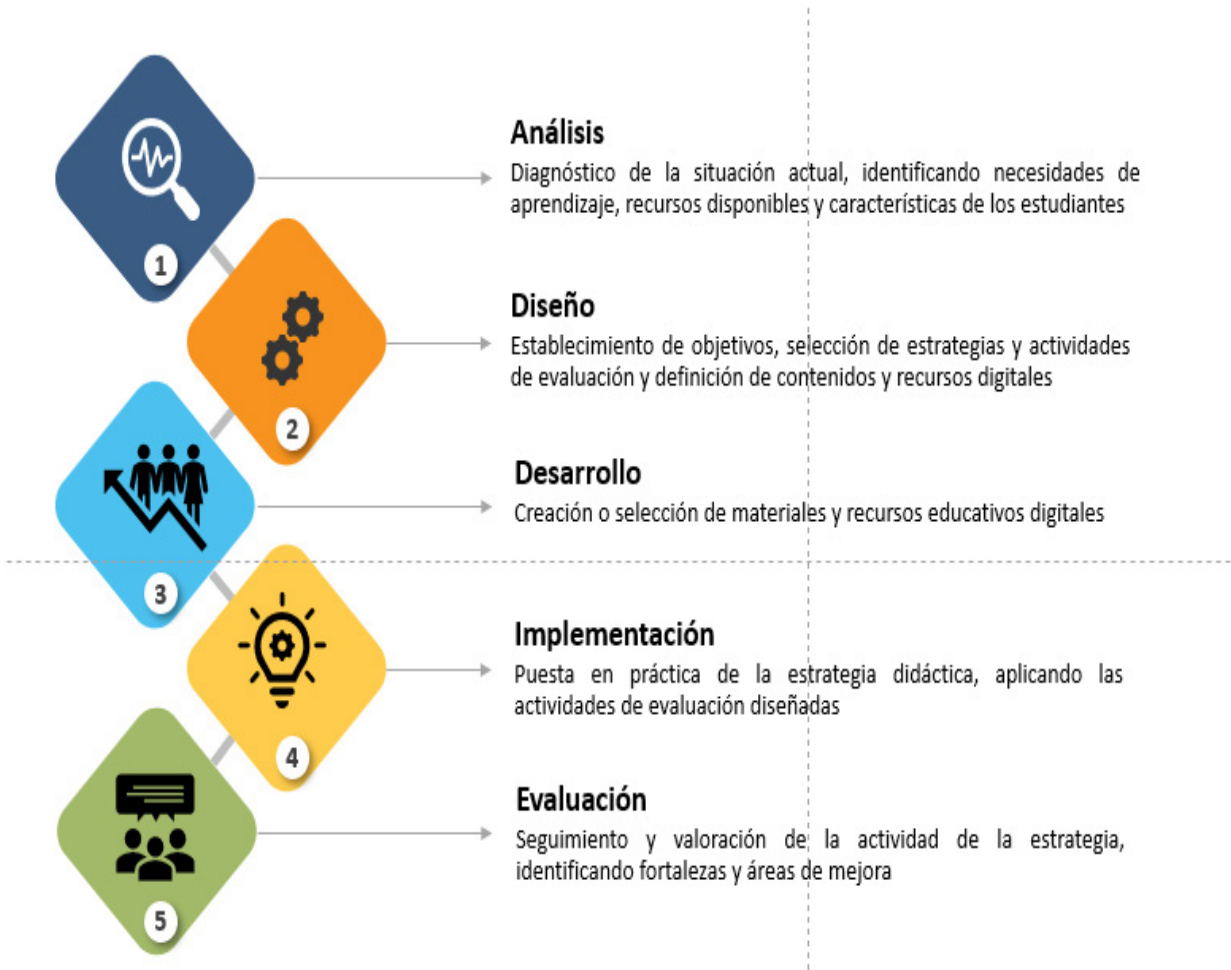 Análisis
Diagnóstico de la situación actual, identificando necesidades de
aprendizaje, recursos disponibles y características de los estudiantes
1
Diseño
Establecimiento de objetivos, selección de estrategias y actividades
de evaluación y definición de contenidos y recursos digitales
2
Desarrollo
Creación o selección de materiales y recursos educativos digitales
3
Implementación
Puesta en práctica de la estrategia didáctica, aplicando las
actividades de evaluación diseñadas
4
Evaluación
Seguimiento y valoración de la actividad de la estrategia,
identificando fortalezas y áreas de mejora
5